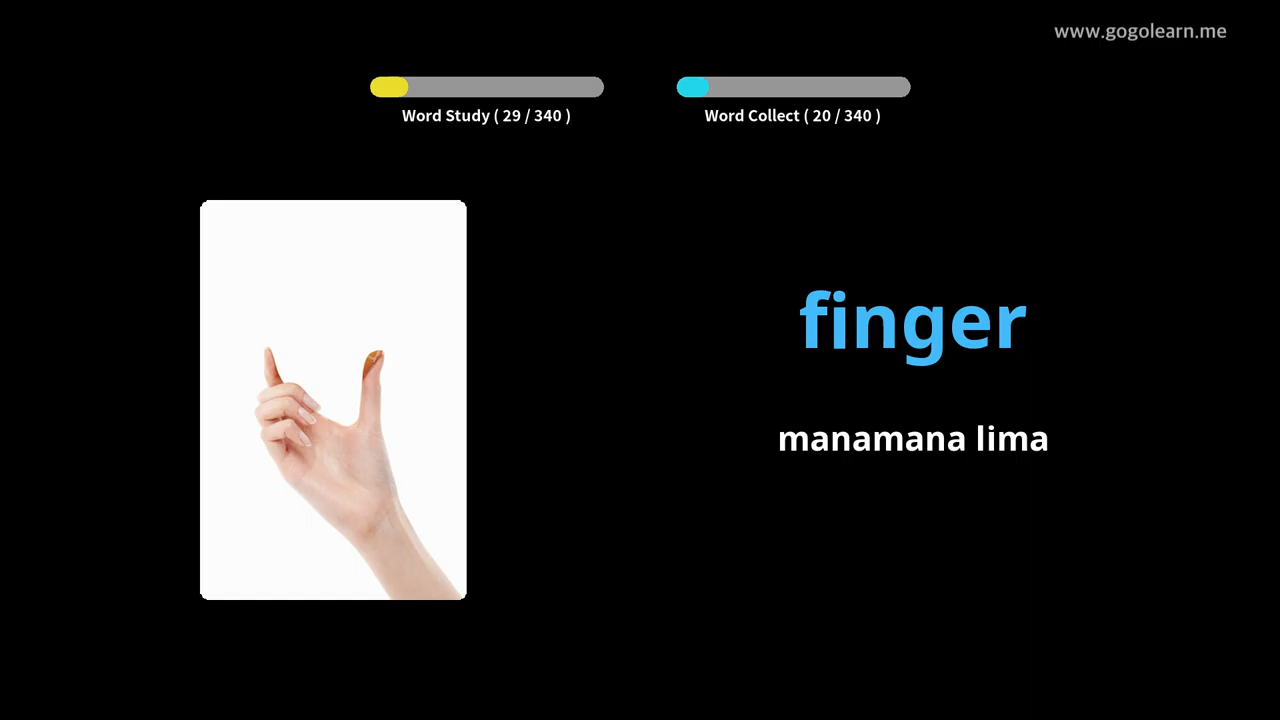 www.gogolearn.me
Word Study ( 29 / 340 )
Word Collect ( 20 / 340 )
finger
manamana lima